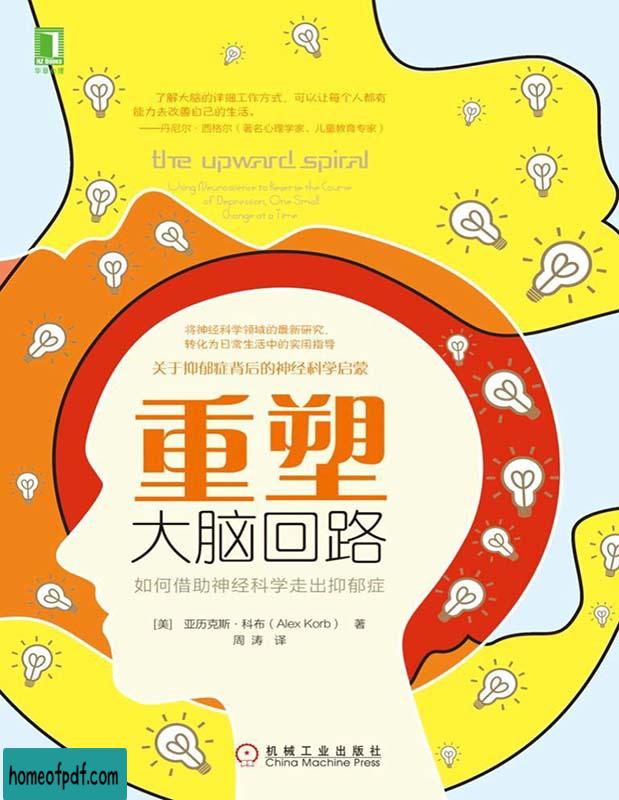 HZ Books
华章心理
了解大脑的详细工作方式，可以让每个人都有
能力去改善自己的生活。
——丹尼尔·西格尔（著名心理学家、儿童教育专家）
the upward spiral
Using Neuroscience to Reverse the Course
of Depression, One Small
Change at a Time
将神经科学领域的最新研究，
转化为日常生活中的实用指导
关于抑郁症背后的神经科学启蒙
重塑
大脑回路
如何借助神经科学走出抑郁症
[美] 亚历克斯·科布（Alex Korb） 著
周 涛 译
机械工业出版社
China Machine Press
homeofpdf.com